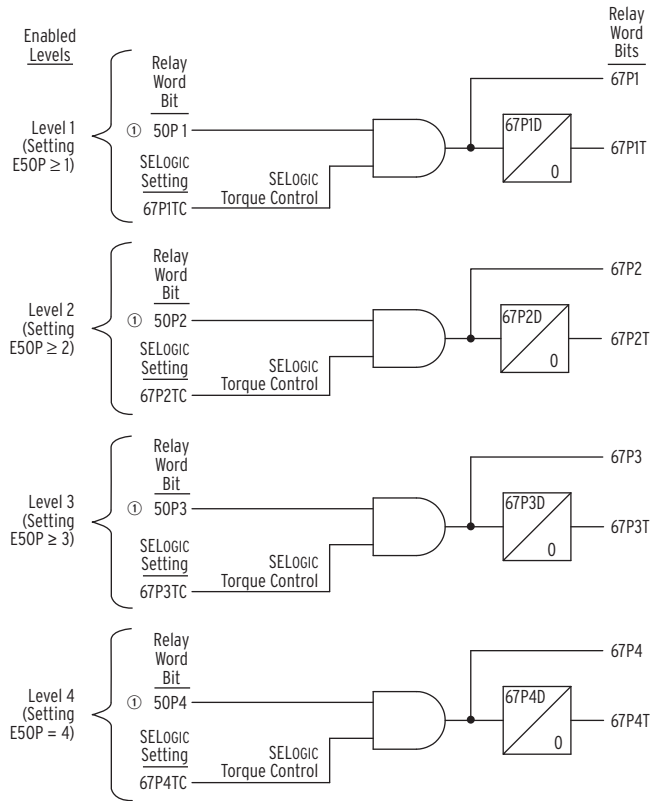 Enabled
Levels
Relay
Word
Bits
Level 1
(Setting
E50P ≥ 1)
Relay
Word
Bit
① 50P1
SELOGIC
Setting
67P1TC
SELOGIC
Torque Control
67P1D
0
67P1
67P1T
Level 2
(Setting
E50P ≥ 2)
Relay
Word
Bit
① 50P2
SELOGIC
Setting
67P2TC
SELOGIC
Torque Control
67P2D
0
67P2
67P2T
Level 3
(Setting
E50P ≥ 3)
Relay
Word
Bit
① 50P3
SELOGIC
Setting
67P3TC
SELOGIC
Torque Control
67P3D
0
67P3
67P3T
Level 4
(Setting
E50P = 4)
Relay
Word
Bit
① 50P4
SELOGIC
Setting
67P4TC
SELOGIC
Torque Control
67P4D
0
67P4
67P4T